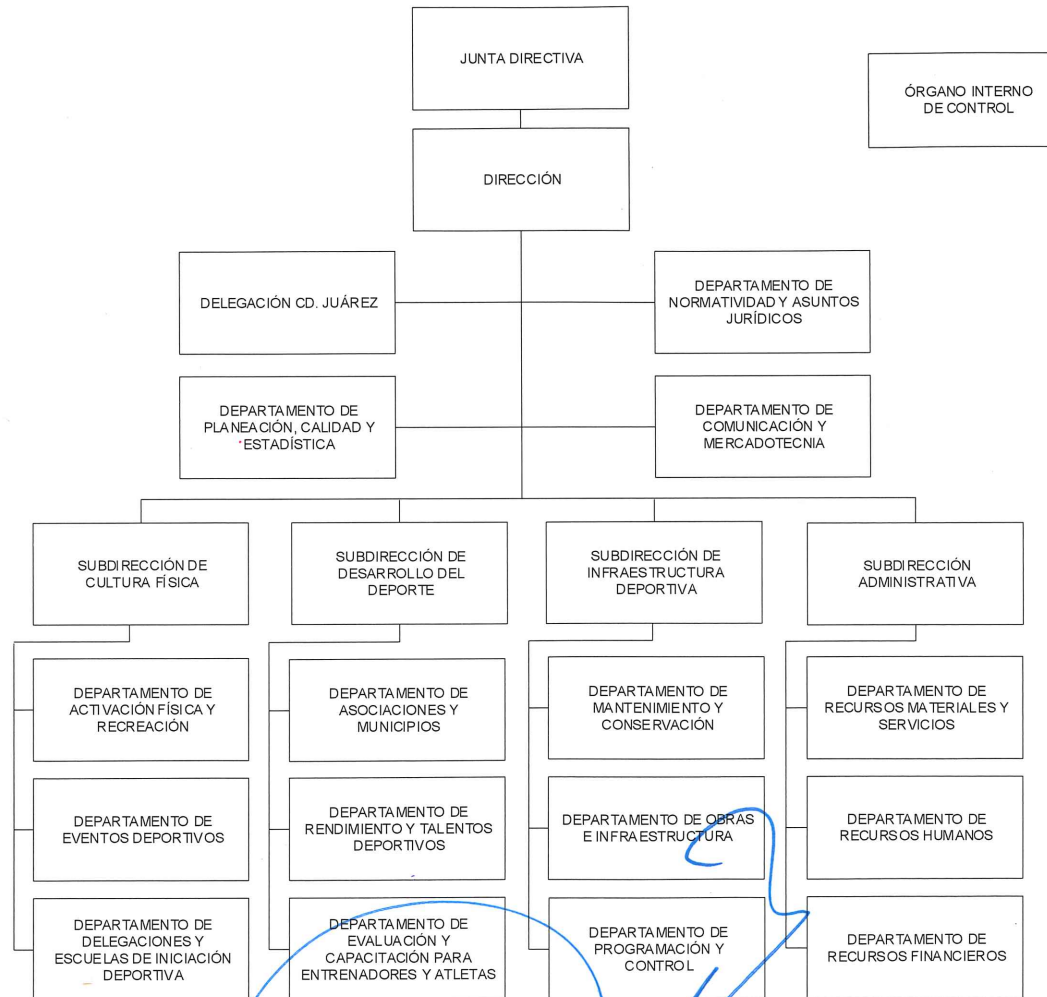 JUNTA DIRECTIVA
ÓRGANO INTERNO
DE CONTROL
DIRECCIÓN
DELEGACIÓN CD. JUÁREZ
DEPARTAMENTO DE
NORMATIVIDAD Y ASUNTOS
JURÍDICOS
DEPARTAMENTO DE
PLANEACIÓN, CALIDAD Y
ESTADÍSTICA
DEPARTAMENTO DE
COMUNICACIÓN Y
MERCADOTECNIA
SUBDIRECCIÓN DE
CULTURA FÍSICA
SUBDIRECCIÓN DE
DESARROLLO DEL
DEPORTE
SUBDIRECCIÓN DE
INFRAESTRUCTURA
DEPORTIVA
SUBDIRECCIÓN
ADMINISTRATIVA
DEPARTAMENTO DE
ACTIVACIÓN FÍSICA Y
RECREACIÓN
DEPARTAMENTO DE
ASOCIACIONES Y
MUNICIPIOS
DEPARTAMENTO DE
MANTENIMIENTO Y
CONSERVACIÓN
DEPARTAMENTO DE
RECURSOS MATERIALES Y
SERVICIOS
DEPARTAMENTO DE
EVENTOS DEPORTIVOS
DEPARTAMENTO DE
RENDIMIENTO Y TALENTOS
DEPORTIVOS
DEPARTAMENTO DE OBRAS
E INFRAESTRUCTURA
DEPARTAMENTO DE
RECURSOS HUMANOS
DEPARTAMENTO DE
DELEGACIONES Y
ESCUELAS DE INICIACIÓN
DEPORTIVA
DEPARTAMENTO DE
EVALUACIÓN Y
CAPACITACIÓN PARA
ENTRENADORES Y ATLETAS
DEPARTAMENTO DE
PROGRAMACIÓN Y
CONTROL
DEPARTAMENTO DE
RECURSOS FINANCIEROS